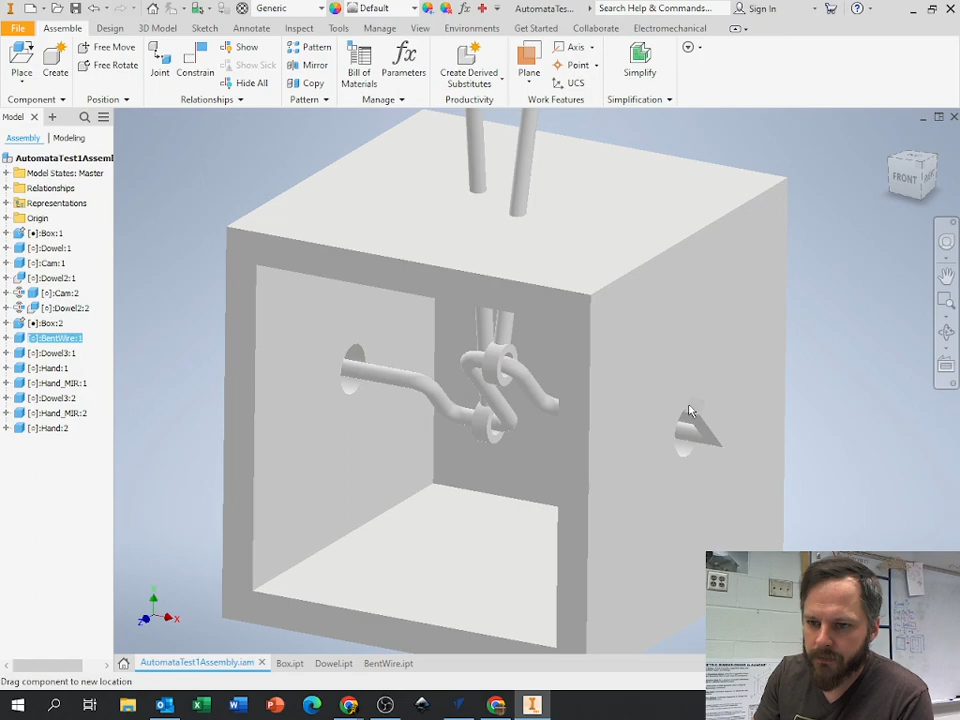 Generic
Default
AutomataTes...
Search Help & Commands...
Sign In
File
Assemble
Design
3D Model
Sketch
Annotate
Inspect
Tools
Manage
View
Environments
Get Started
Collaborate
Electromechanical
Place
Create
Free Move
Free Rotate
Joint
Constrain
Show
Show Sick
Hide All
Pattern
Mirror
Copy
Bill of
Materials
fx
Parameters
Create Derived
Substitutes
Plane
Axis
Point
UCS
Simplify
Component
Position
Relationships
Pattern
Manage
Productivity
Work Features
Simplification
Model
Assembly
Modeling
AutomataTest1Assembl
Model States: Master
Relationships
Representations
Origin
[●]:Box:1
[○]:Dowel:1
[○]:Cam:1
[○]:Dowel2:1
[○]:Cam:2
[○]:Dowel2:2
[●]:Box:2
[○]:BentWire:1
[○]:Dowel3:1
[○]:Hand:1
[○]:Hand_MIR:1
[○]:Dowel3:2
[○]:Hand_MIR:2
[○]:Hand:2
FRONT
X
AutomataTest1Assembly.iam
Box.ipt
Dowel.ipt
BentWire.ipt
Drag component to new location